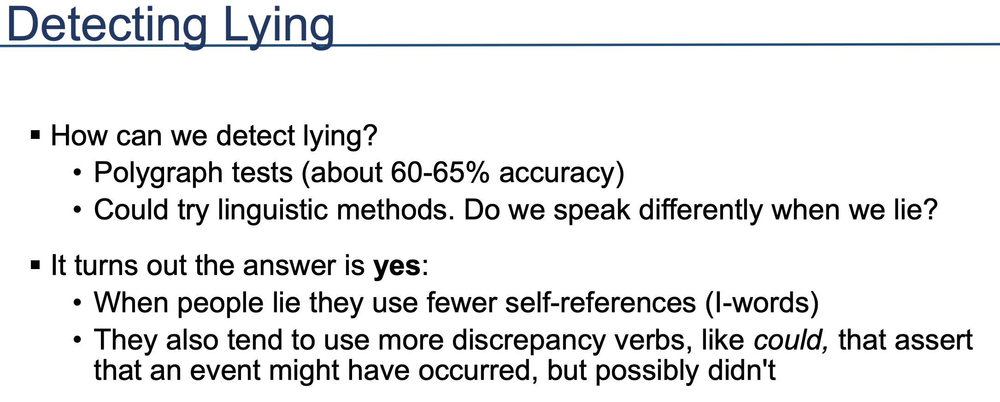 Detecting Lying
▪ How can we detect lying?
• Polygraph tests (about 60-65% accuracy)
• Could try linguistic methods. Do we speak differently when we lie?
▪ It turns out the answer is yes:
• When people lie they use fewer self-references (I-words)
• They also tend to use more discrepancy verbs, like could, that assert
that an event might have occurred, but possibly didn't